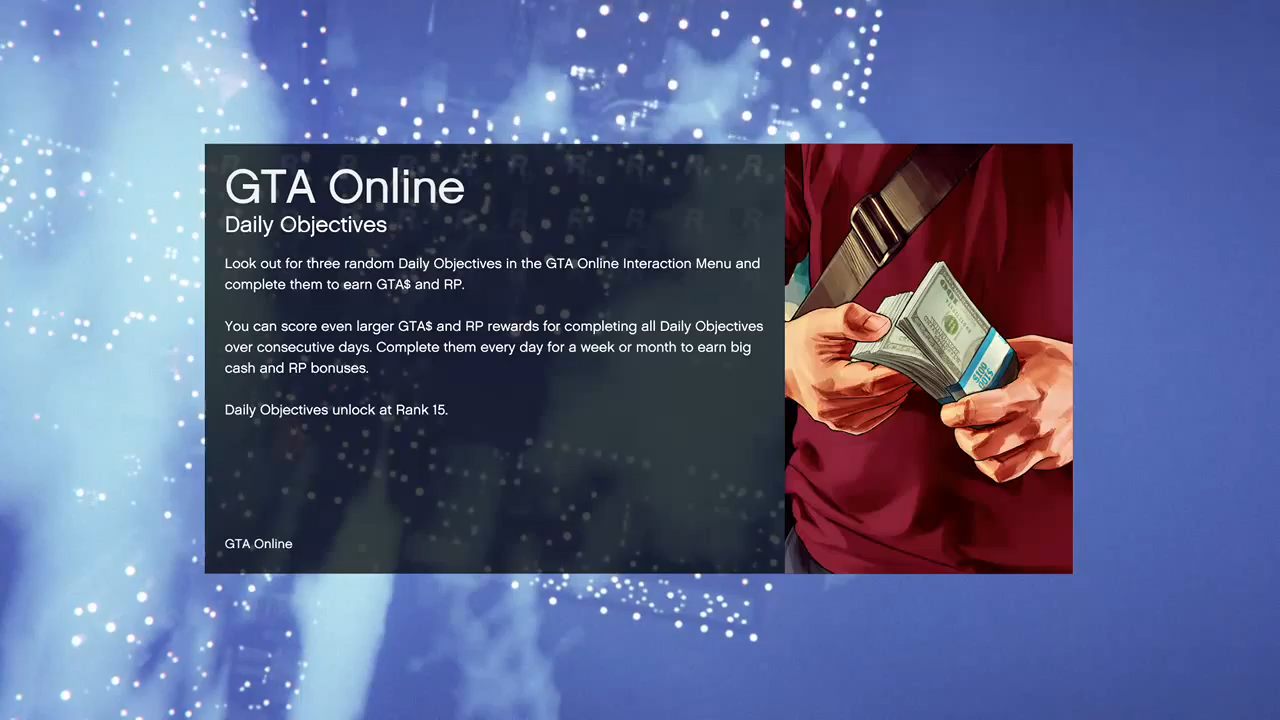 GTA Online
Daily Objectives
Look out for three random Daily Objectives in the GTA Online Interaction Menu and
complete them to earn GTA$ and RP.
You can score even larger GTA$ and RP rewards for completing all Daily Objectives
over consecutive days. Complete them every day for a week or month to earn big
cash and RP bonuses.
Daily Objectives unlock at Rank 15.
GTA Online